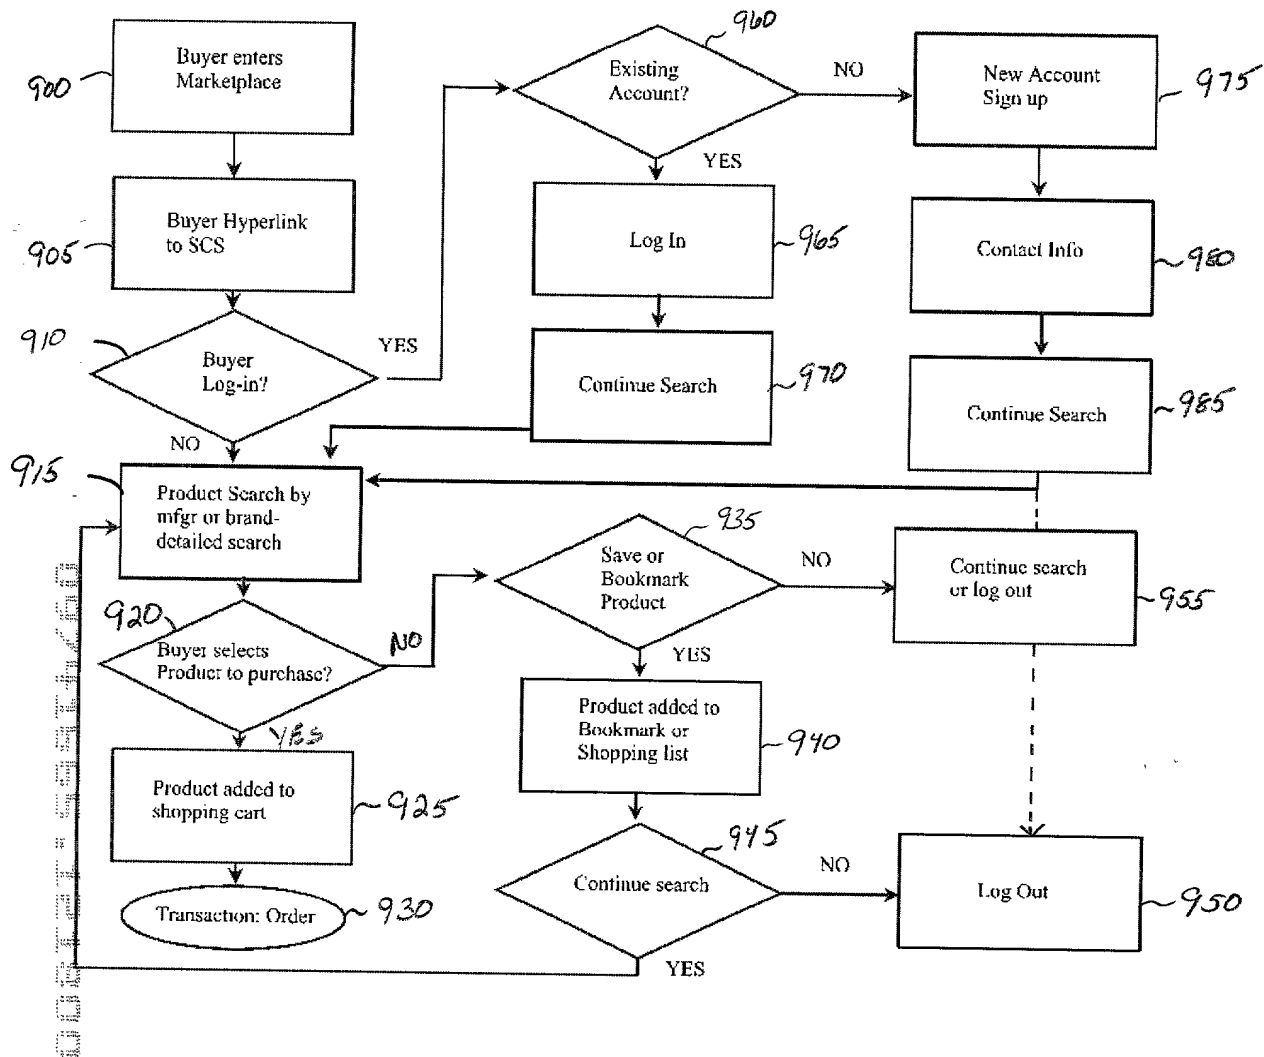 Buyer enters
Marketplace
900
Buyer Hyperlink
to SCS
905
Buyer
Log-in?
910
YES
NO
Existing
Account?
960
NO
YES
New Account
Sign up
975
Log In
965
Contact Info
980
Continue Search
970
Continue Search
985
915
Product Search by
mfgr or brand-
detailed search
920
Buyer selects
Product to purchase?
NO
YES
Save or
Bookmark
Product
935
NO
YES
Continue search
or log out
955
Product added to
shopping cart
925
Product added to
Bookmark or
Shopping list
940
Transaction: Order
930
Continue search
945
NO
YES
Log Out
950